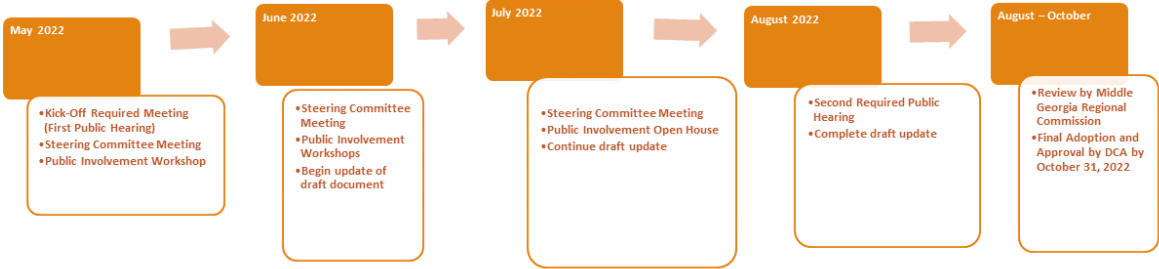 May 2022
•Kick-Off Required Meeting
(First Public Hearing)
•Steering Committee Meeting
•Public Involvement Workshop
June 2022
•Steering Committee
Meeting
•Public Involvement
Workshops
•Begin update of
draft document
July 2022
•Steering Committee Meeting
•Public Involvement Open House
•Continue draft update
August 2022
•Second Required Public
Hearing
•Complete draft update
August – October
•Review by Middle
Georgia Regional
Commission
•Final Adoption and
Approval by DCA by
October 31, 2022